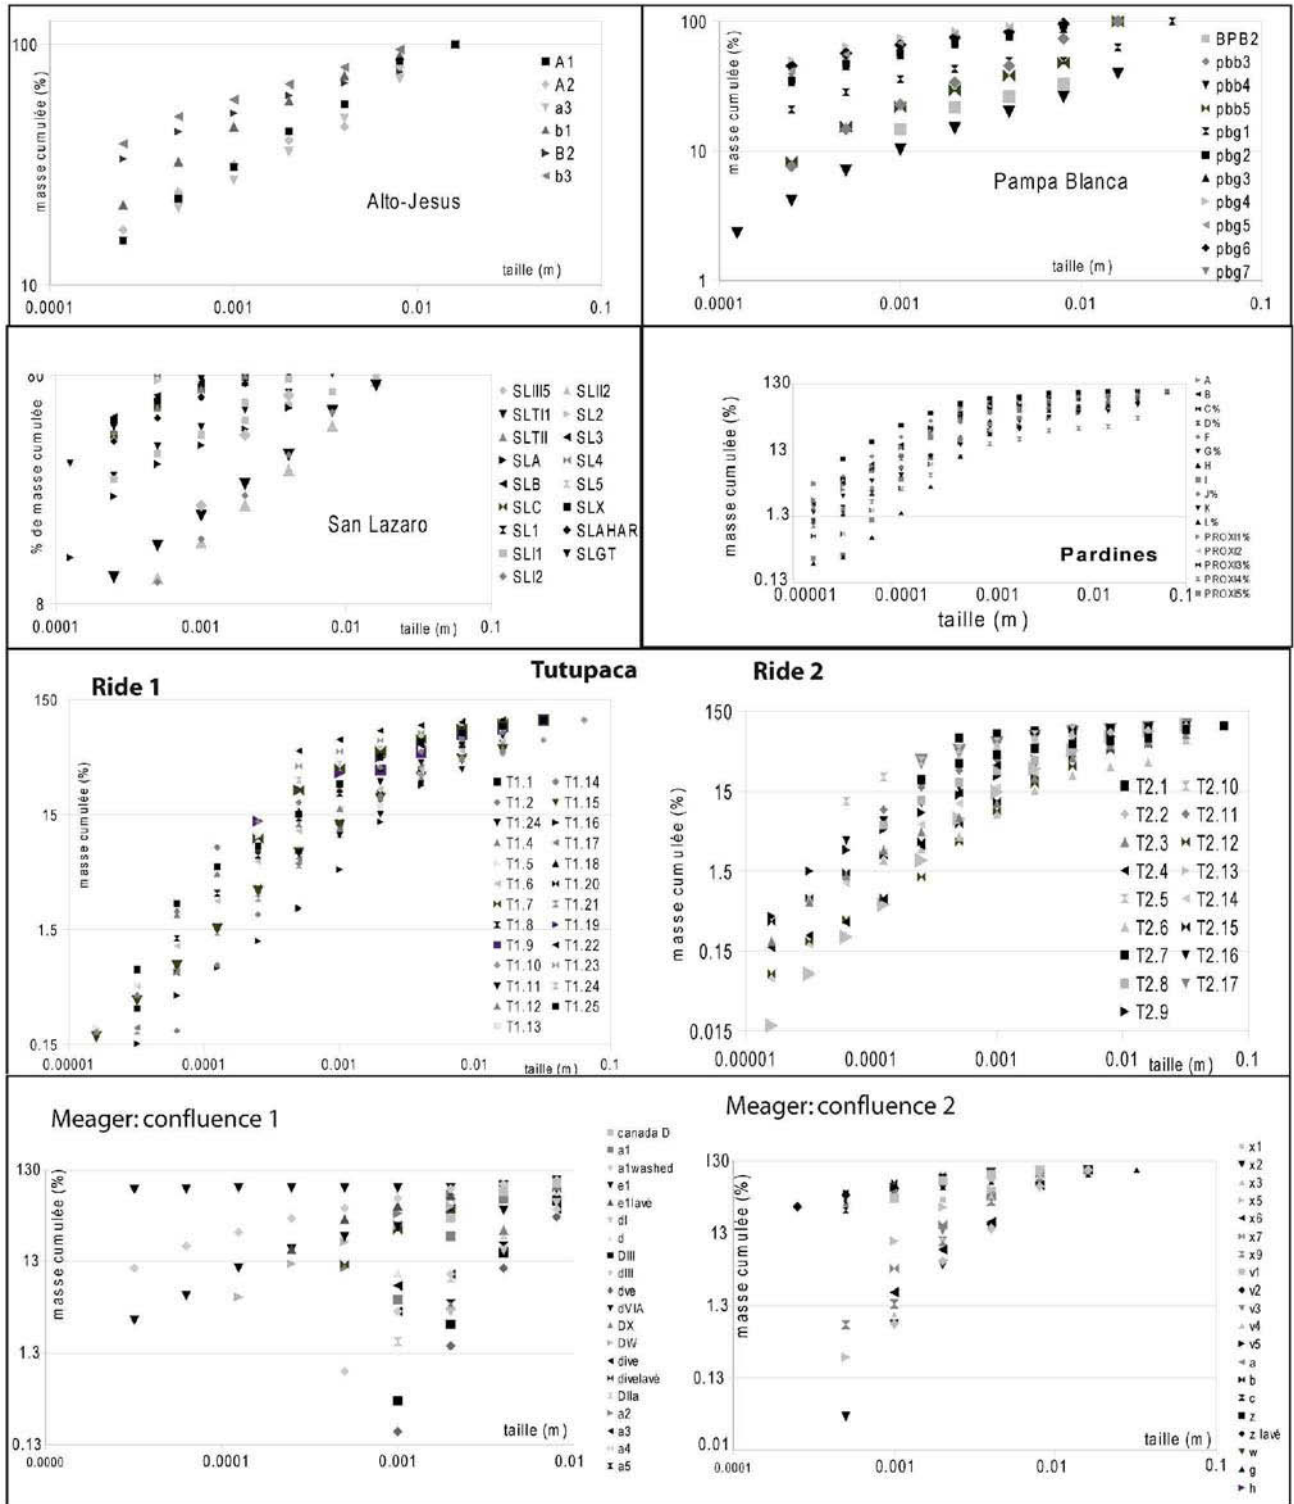 100
masse cumulée (%)
10
0.0001
0.001
0.01
0.1
taille (m)
Alto-Jesus
A1
A2
a3
b1
B2
b3
100
masse cumulée (%)
10
1
0.0001
0.001
0.01
0.1
taille (m)
Pampa Blanca
BPB2
pbb3
pbb4
pbb5
pbg1
pbg2
pbg3
pbg4
pbg5
pbg6
pbg7
% de masse cumulée
8
0.0001
0.001
0.01
taille (m)
0.1
San Lazaro
SLIII5
SLTI1
SLTII
SLA
SLB
SLC
SL1
SLI1
SLI2
SLII2
SL2
SL3
SL4
SL5
SLX
SLAHAR
SLGT
130
13
1.3
0.13
masse cumulée (%)
0.00001
0.0001
0.001
0.01
0.1
taille (m)
Pardines
A
B
C%
D%
F
G%
H
I
J%
K
L%
PROXI1%
PROXI2
PROXI3%
PROXI4%
PROXI5%
Tutupaca
Ride 1
150
15
1.5
0.15
masse cumulée (%)
0.00001
0.0001
0.001
0.01
0.1
taille (m)
T1.1
T1.2
T1.24
T1.4
T1.5
T1.6
T1.7
T1.8
T1.9
T1.10
T1.11
T1.12
T1.13
T1.14
T1.15
T1.16
T1.17
T1.18
T1.20
T1.21
T1.19
T1.22
T1.23
T1.24
T1.25
Ride 2
150
15
1.5
0.15
0.015
masse cumulée (%)
0.00001
0.0001
0.001
0.01
0.1
taille (m)
T2.1
T2.2
T2.3
T2.4
T2.5
T2.6
T2.7
T2.8
T2.9
T2.10
T2.11
T2.12
T2.13
T2.14
T2.15
T2.16
T2.17
Meager: confluence 1
130
13
1.3
0.13
masse cumulée (%)
0.0000
0.0001
0.001
0.01
taille (m)
canada D
a1
a1washed
e1
e1lavé
dI
d
DIII
dIII
dve
dVIA
DX
DW
dive
divelavé
DIIa
a2
a3
a4
a5
Meager: confluence 2
130
13
1.3
0.13
0.01
masse cumulée (%)
0.0001
0.001
0.01
0.1
taille (m)
x1
x2
x3
x5
x6
x7
x9
v1
v2
v3
v4
v5
a
b
c
z
z lavé
w
g
h